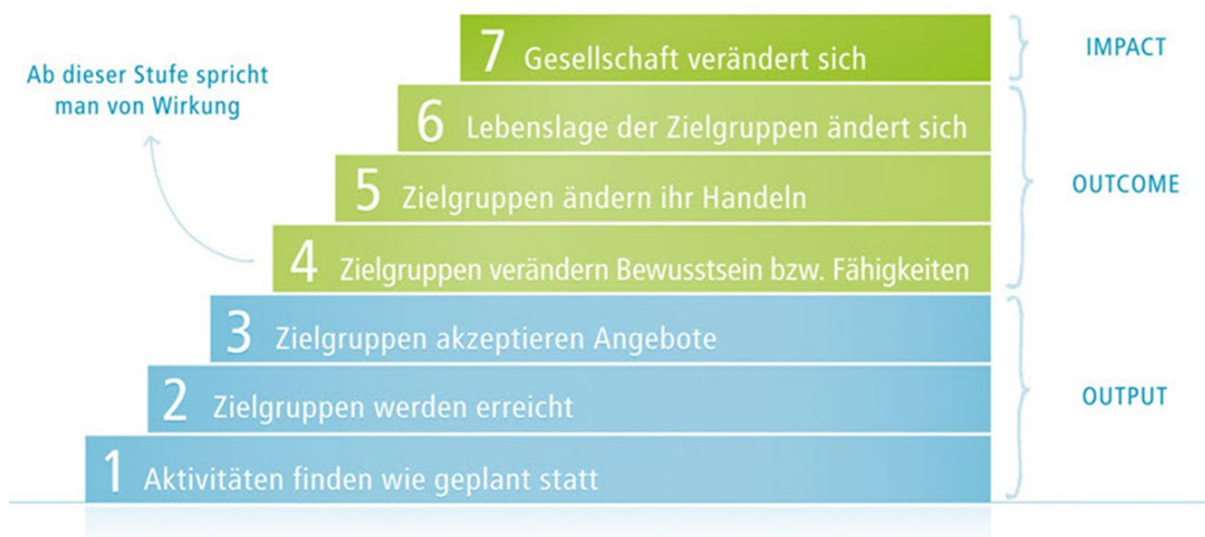 7 Gesellschaft verändert sich
IMPACT
Ab dieser Stufe spricht
man von Wirkung
6 Lebenslage der Zielgruppen ändert sich
5 Zielgruppen ändern ihr Handeln
OUTCOME
4 Zielgruppen verändern Bewusstsein bzw. Fähigkeiten
3 Zielgruppen akzeptieren Angebote
2 Zielgruppen werden erreicht
OUTPUT
1 Aktivitäten finden wie geplant statt